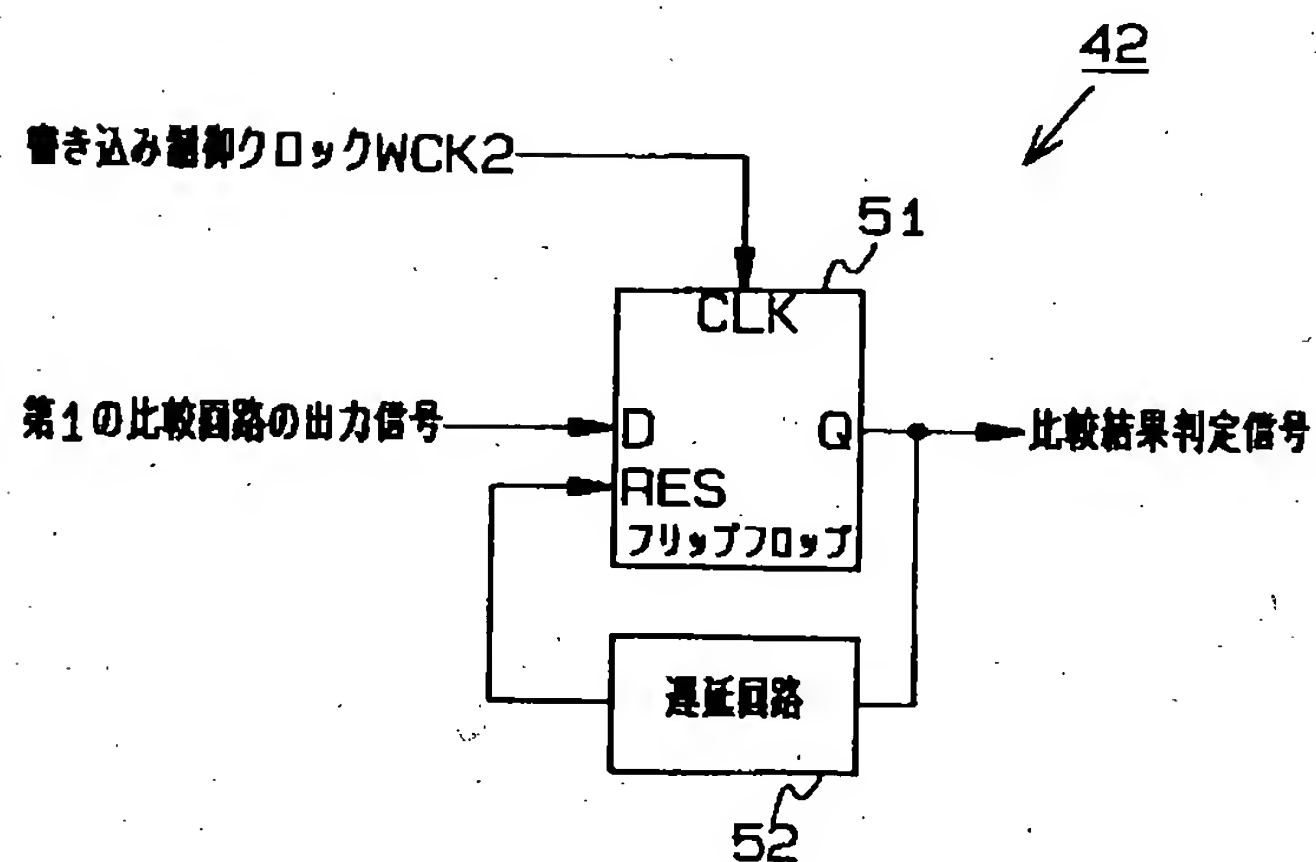 42
書き込み制御クロックWCK2
51
CLK
第1の比較回路の出力信号
D
Q
比較結果判定信号
RES
フリップフロップ
遅延回路
52